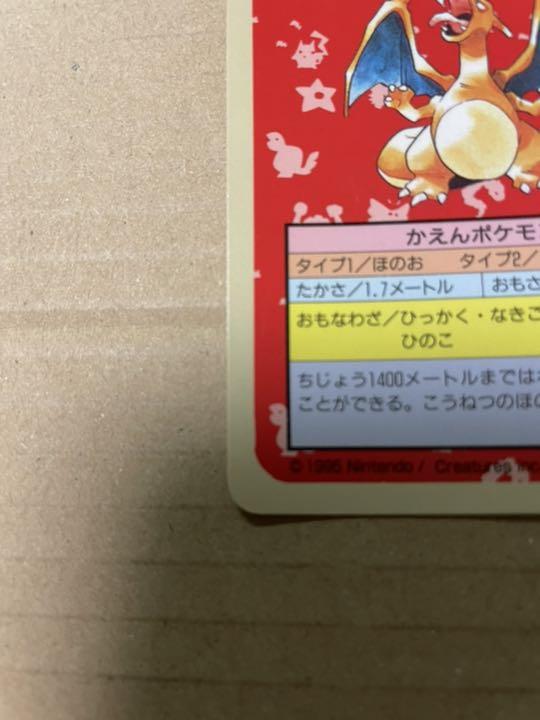 かえんポケモ
タイプ1/ほのお タイプ2/
たかさ/1.7メートル おもさ
おもなわざ/ひっかく・なきご
ひのこ
ちじょう1400メートルまでは
ことができる。こうねつのほ
© 1995 Nintendo / Creatures inc